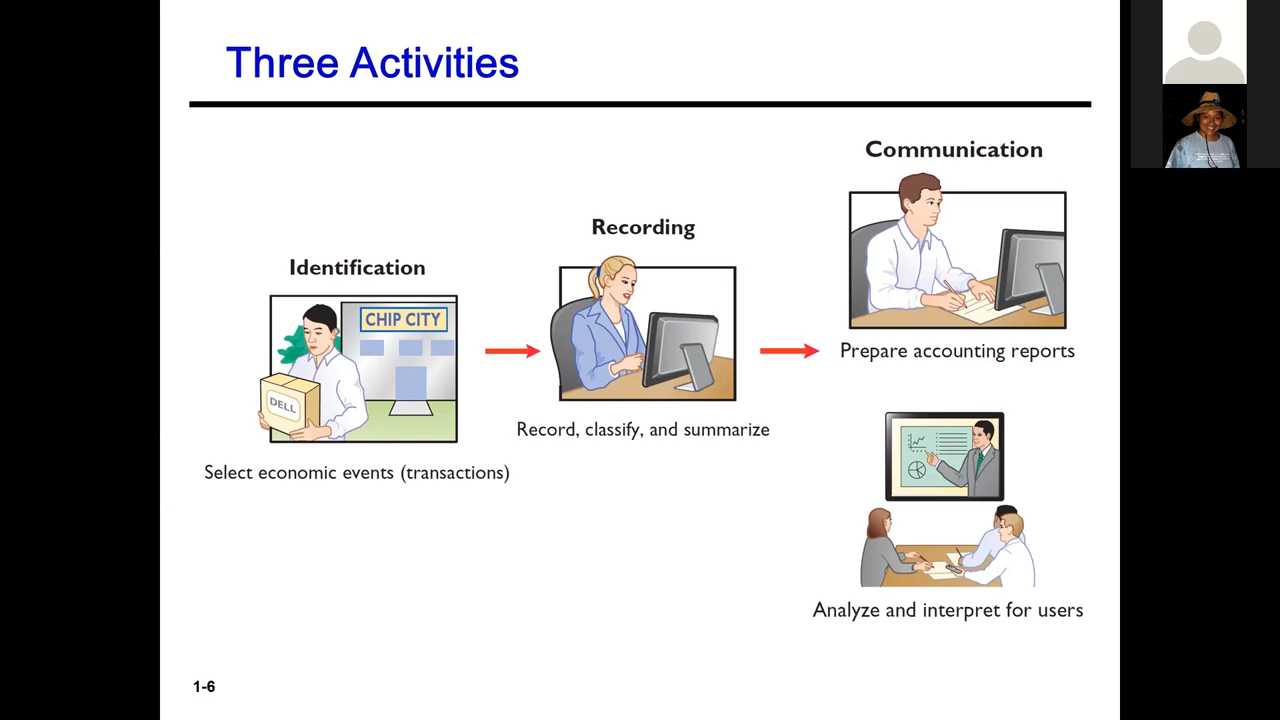 Three Activities
Communication
Recording
Identification
CHIP CITY
DELL
Prepare accounting reports
Record, classify, and summarize
Select economic events (transactions)
Analyze and interpret for users
1-6